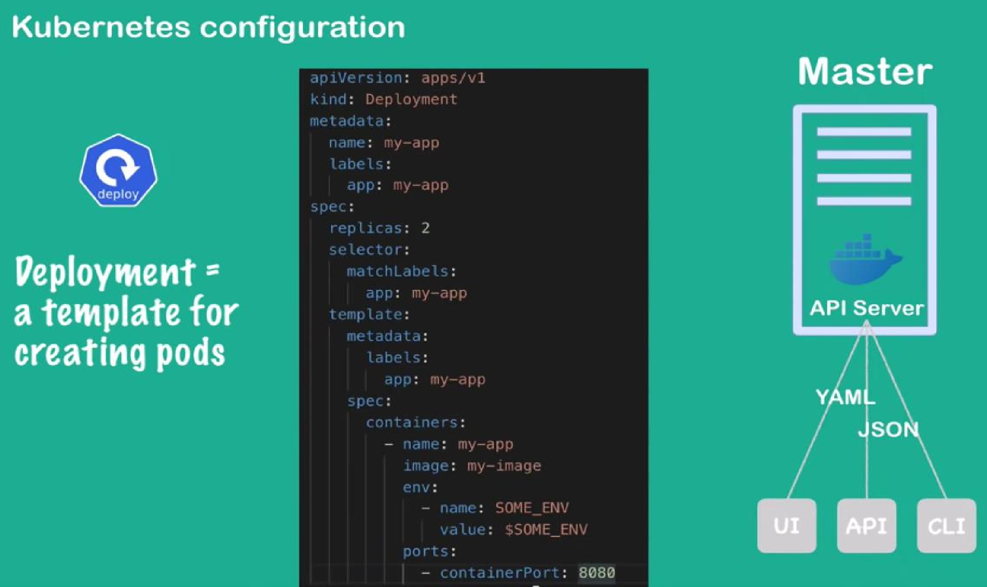 Kubernetes configuration
deploy
Deployment =
a template for
creating pods
apiVersion: apps/v1
kind: Deployment
metadata:
  name: my-app
  labels:
    app: my-app
spec:
  replicas: 2
  selector:
    matchLabels:
      app: my-app
  template:
    metadata:
      labels:
        app: my-app
    spec:
      containers:
        - name: my-app
          image: my-image
          env:
            - name: SOME_ENV
              value: $SOME_ENV
          ports:
            - containerPort: 8080
Master
API Server
YAML
JSON
UI
API
CLI